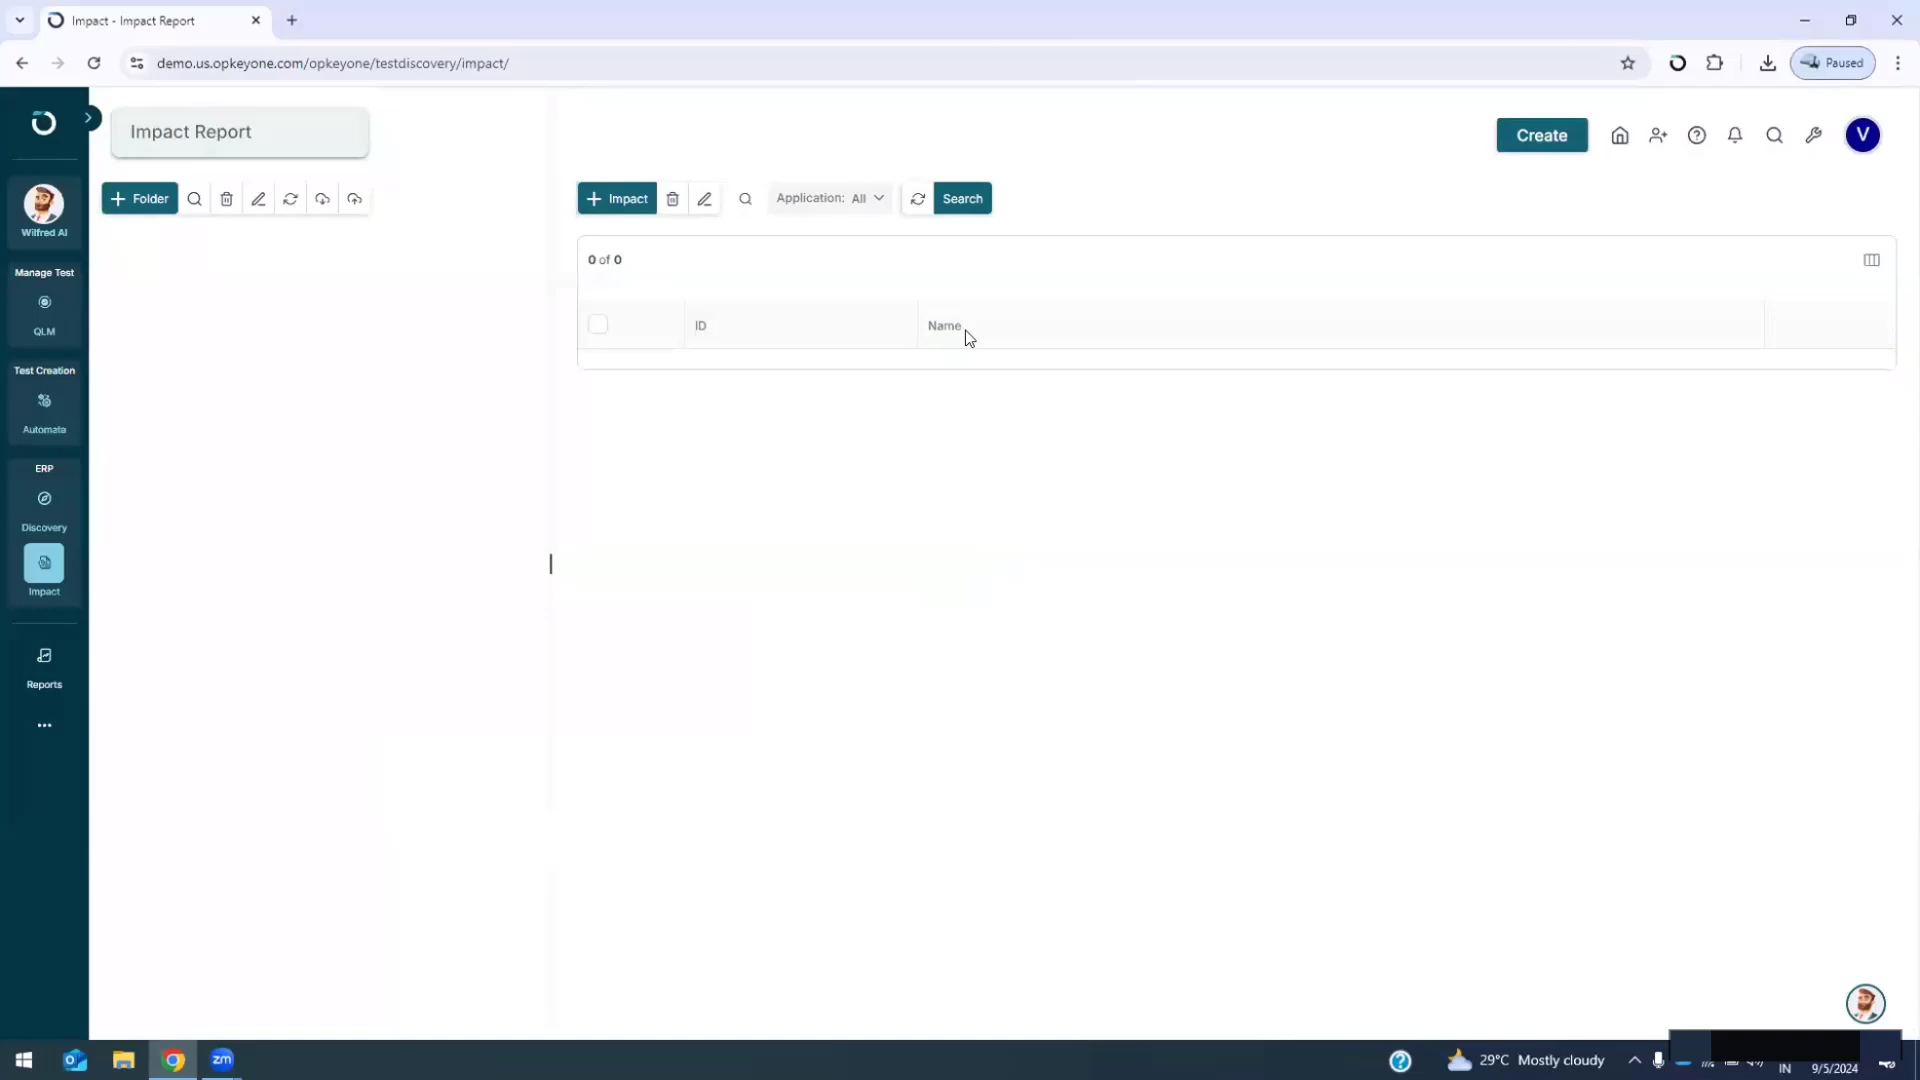 Impact - Impact Report
demo.us.opkeyone.com/opkeyone/testdiscovery/impact/
Paused
Impact Report
Create
V
Folder
Impact
Application: All
Search
Wilfred AI
0 of 0
Manage Test
ID
Name
QLM
Test Creation
Automata
ERP
Discovery
Impact
Reports
zm
29°C Mostly cloudy
IN
9/5/2024